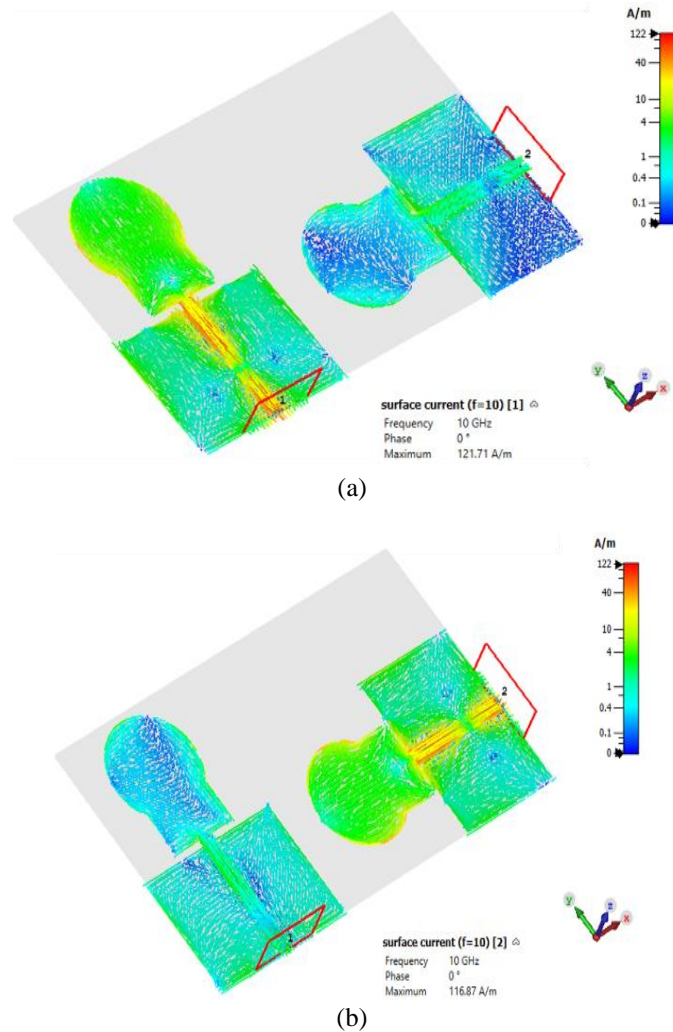 A/m
122
40
10
4
1
0.4
0.1
0
2
1
y
z
x
surface current (f=10) [1]
Frequency 10 GHz
Phase 0 °
Maximum 121.71 A/m
(a)
A/m
122
40
10
4
1
0.4
0.1
0
2
1
y
z
x
surface current (f=10) [2]
Frequency 10 GHz
Phase 0 °
Maximum 116.87 A/m
(b)